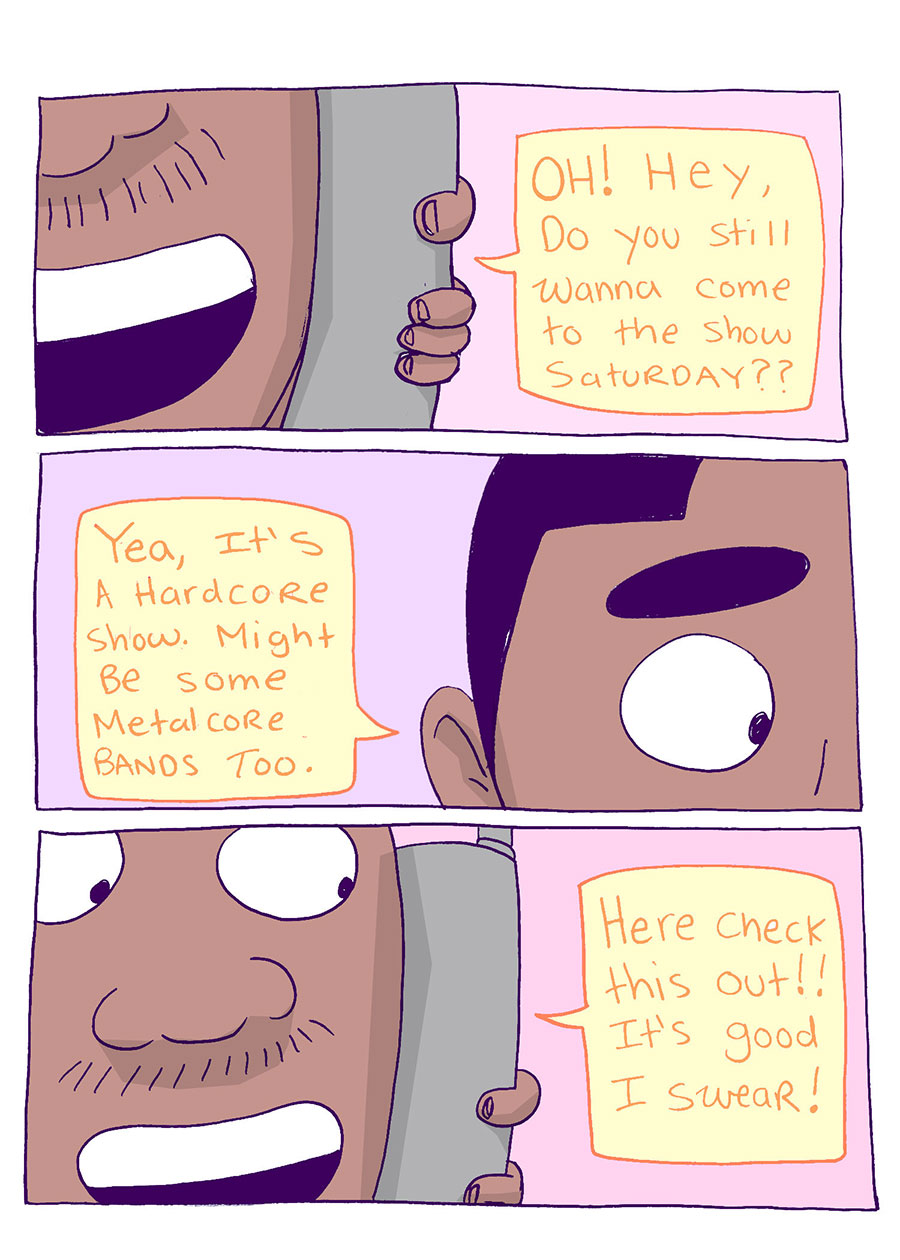 OH! Hey,
Do you still
wanna come
to the show
SatuRDAY??
Yea, It's
A HardcoRe
show. Might
Be some
MetalcoRe
BANDS Too.
Here check
this out!!
It's good
I sweaR!